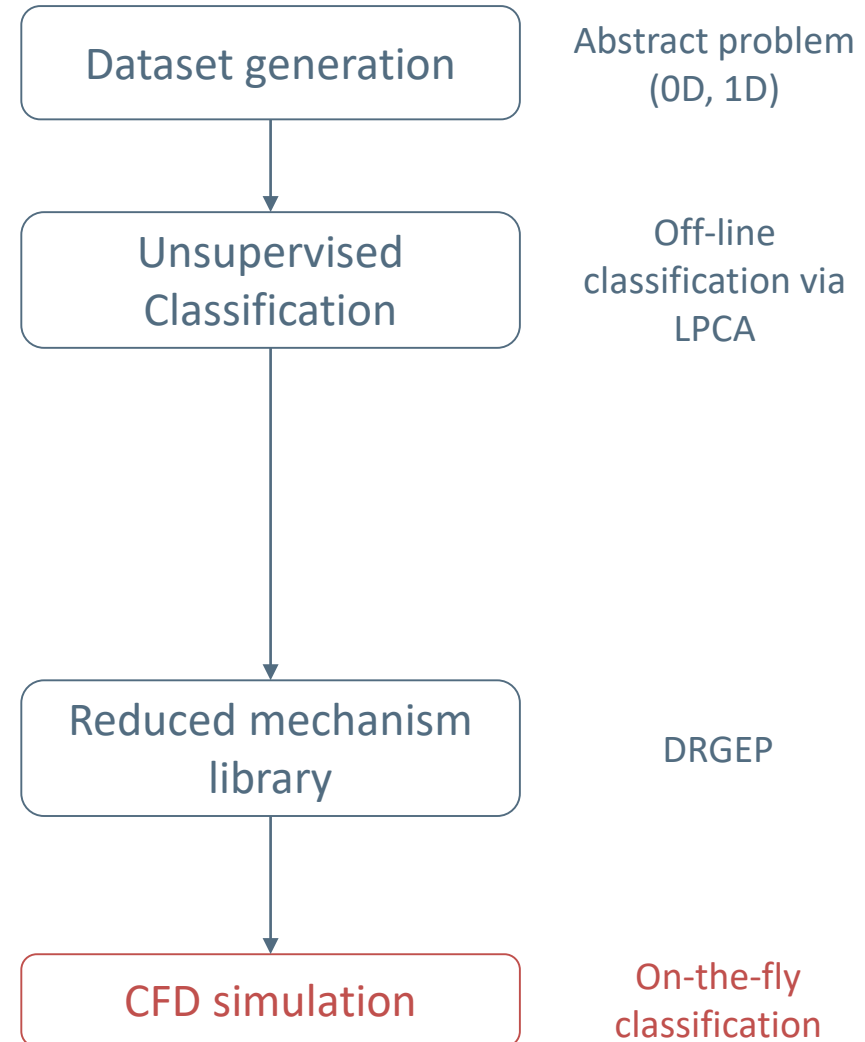 Dataset generation
Abstract problem
(0D, 1D)
Unsupervised
Classification
Off-line
classification via
LPCA
Reduced mechanism
library
DRGEP
CFD simulation
On-the-fly
classification